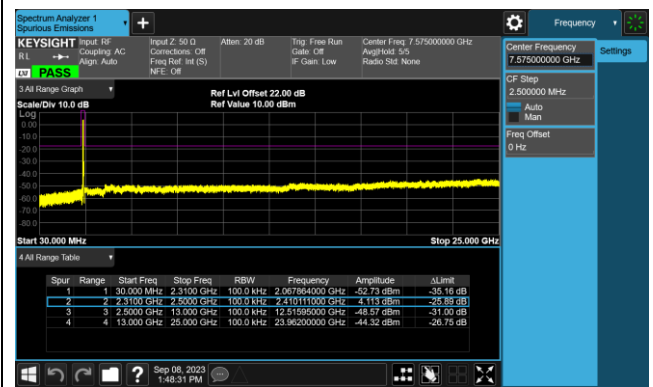 Spectrum Analyzer 1
Spurious Emissions
Frequency
KEYSIGHT Input: RF
RL
Coupling: AC
Align: Auto
Input Z: 50 Ω
Corrections: Off
Freq Ref: Int (S)
NFE: Off
Atten: 20 dB
Trig: Free Run
Gate: Off
IF Gain: Low
Center Freq: 7.575000000 GHz
Avg|Hold: 5/5
Radio Std: None
LXI PASS
3 All Range Graph
Scale/Div 10.0 dB
Ref Lvl Offset 22.00 dB
Ref Value 10.00 dBm
Log
0.00
-10.0
-20.0
-30.0
-40.0
-50.0
-60.0
-70.0
-80.0
Start 30.000 MHz
Stop 25.000 GHz
4 All Range Table
Spur Range Start Freq Stop Freq RBW Frequency Amplitude ΔLimit
1 1 30.000 MHz 2.3100 GHz 100.0 kHz 2.067864000 GHz -52.73 dBm -35.16 dB
2 2 2.3100 GHz 2.5000 GHz 100.0 kHz 2.410111000 GHz 4.113 dBm -25.89 dB
3 3 2.5000 GHz 13.000 GHz 100.0 kHz 12.51595000 GHz -48.57 dBm -31.00 dB
4 4 13.000 GHz 25.000 GHz 100.0 kHz 23.96200000 GHz -44.32 dBm -26.75 dB
Center Frequency
7.575000000 GHz
Settings
CF Step
2.500000 MHz
Auto
Man
Freq Offset
0 Hz
Sep 08, 2023
1:48:31 PM